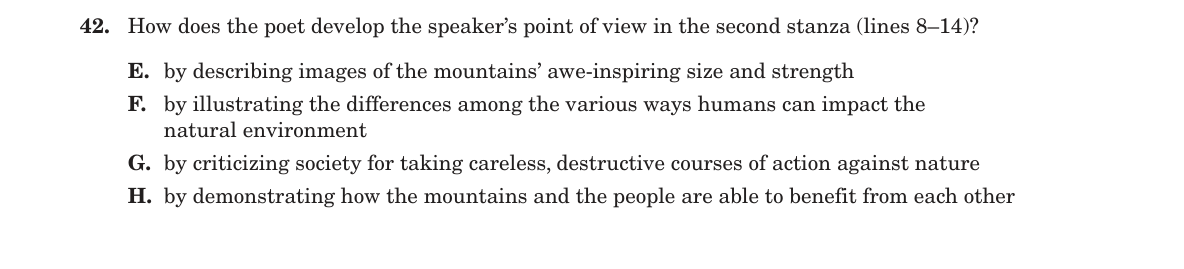 42. How does the poet develop the speaker’s point of view in the second stanza (lines 8–14)?
E. by describing images of the mountains’ awe-inspiring size and strength
F. by illustrating the differences among the various ways humans can impact the
natural environment
G. by criticizing society for taking careless, destructive courses of action against nature
H. by demonstrating how the mountains and the people are able to benefit from each other